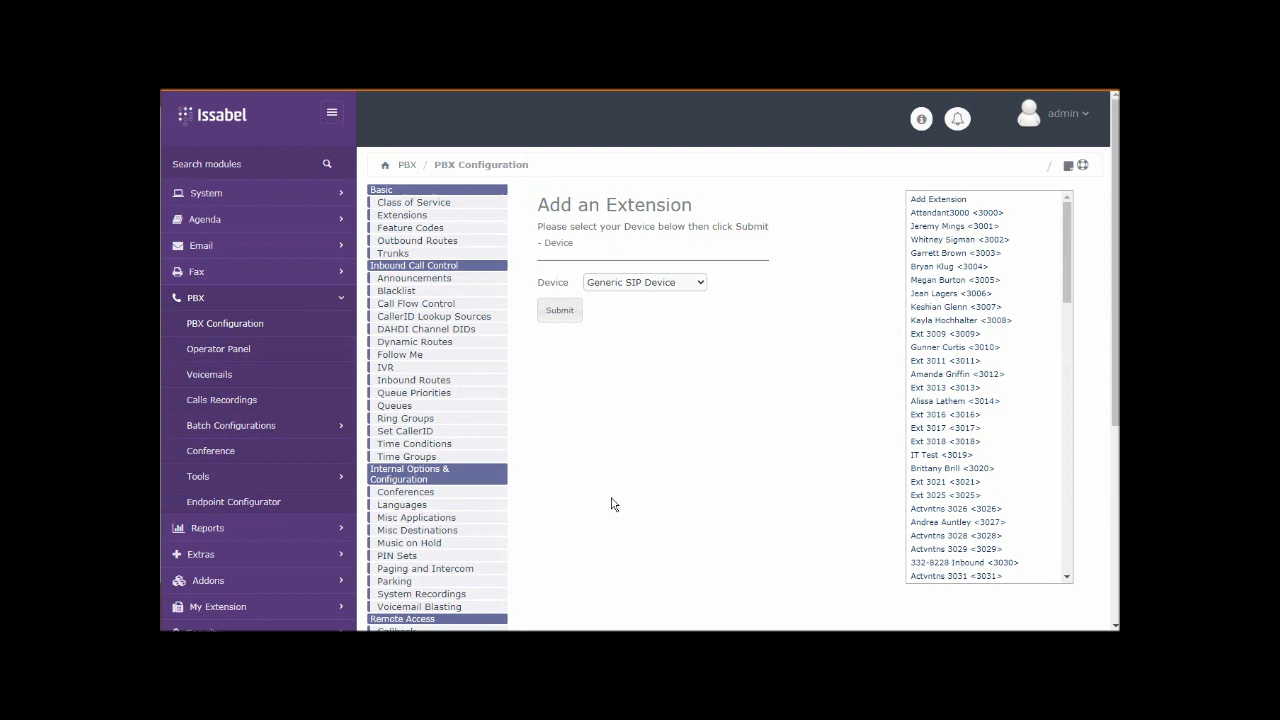 Issabel
admin
Search modules
System
Agenda
Email
Fax
PBX
PBX Configuration
Operator Panel
Voicemails
Calls Recordings
Batch Configurations
Conference
Tools
Endpoint Configurator
Reports
Extras
Addons
My Extension
PBX / PBX Configuration
/
Basic
Class of Service
Extensions
Feature Codes
Outbound Routes
Trunks
Inbound Call Control
Announcements
Blacklist
Call Flow Control
CallerID Lookup Sources
DAHDI Channel DIDs
Dynamic Routes
Follow Me
IVR
Inbound Routes
Queue Priorities
Queues
Ring Groups
Set CallerID
Time Conditions
Time Groups
Internal Options &
Configuration
Conferences
Languages
Misc Applications
Misc Destinations
Music on Hold
PIN Sets
Paging and Intercom
Parking
System Recordings
Voicemail Blasting
Remote Access
Add an Extension
Please select your Device below then click Submit
- Device
Device Generic SIP Device
Submit
Add Extension
Attendant3000 <3000>
Jeremy Mings <3001>
Whitney Sigman <3002>
Garrett Brown <3003>
Bryan Klug <3004>
Megan Burton <3005>
Jean Lagers <3006>
Keshian Glenn <3007>
Kayla Hochhalter <3008>
Ext 3009 <3009>
Gunner Curtis <3010>
Ext 3011 <3011>
Amanda Griffin <3012>
Ext 3013 <3013>
Alissa Lathem <3014>
Ext 3016 <3016>
Ext 3017 <3017>
Ext 3018 <3018>
IT Test <3019>
Brittany Brill <3020>
Ext 3021 <3021>
Ext 3025 <3025>
Actvntns 3026 <3026>
Andrea Auntley <3027>
Actvntns 3028 <3028>
Actvntns 3029 <3029>
332-8228 Inbound <3030>
Actvntns 3031 <3031>